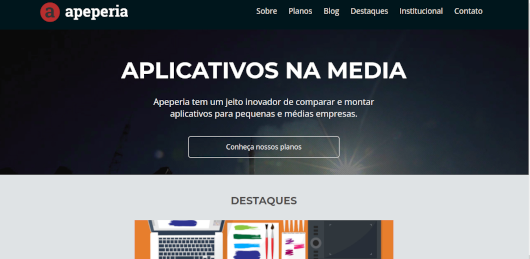 a apeperia
Sobre Planos Blog Destaques Institucional Contato
APLICATIVOS NA MEDIA
Apeperia tem um jeito inovador de comparar e montar
aplicativos para pequenas e médias empresas.
Conheça nossos planos
DESTAQUES